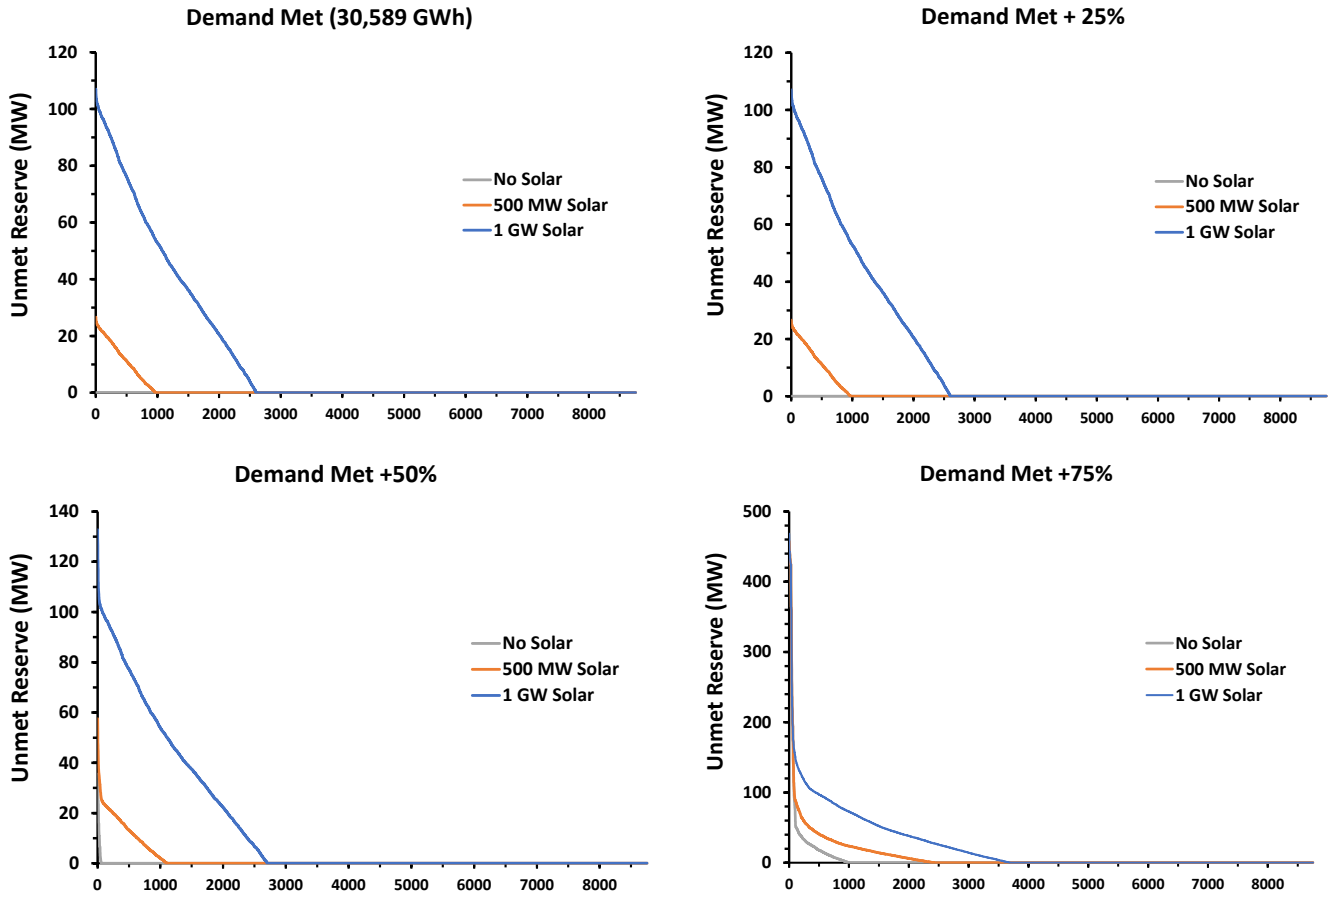 Demand Met (30,589 GWh)
Unmet Reserve (MW)
120
100
80
60
40
20
0
0 1000 2000 3000 4000 5000 6000 7000 8000
No Solar
500 MW Solar
1 GW Solar
Demand Met + 25%
Unmet Reserve (MW)
120
100
80
60
40
20
0
0 1000 2000 3000 4000 5000 6000 7000 8000
No Solar
500 MW Solar
1 GW Solar
Demand Met +50%
Unmet Reserve (MW)
140
120
100
80
60
40
20
0
0 1000 2000 3000 4000 5000 6000 7000 8000
No Solar
500 MW Solar
1 GW Solar
Demand Met +75%
Unmet Reserve (MW)
500
400
300
200
100
0
0 1000 2000 3000 4000 5000 6000 7000 8000
No Solar
500 MW Solar
1 GW Solar